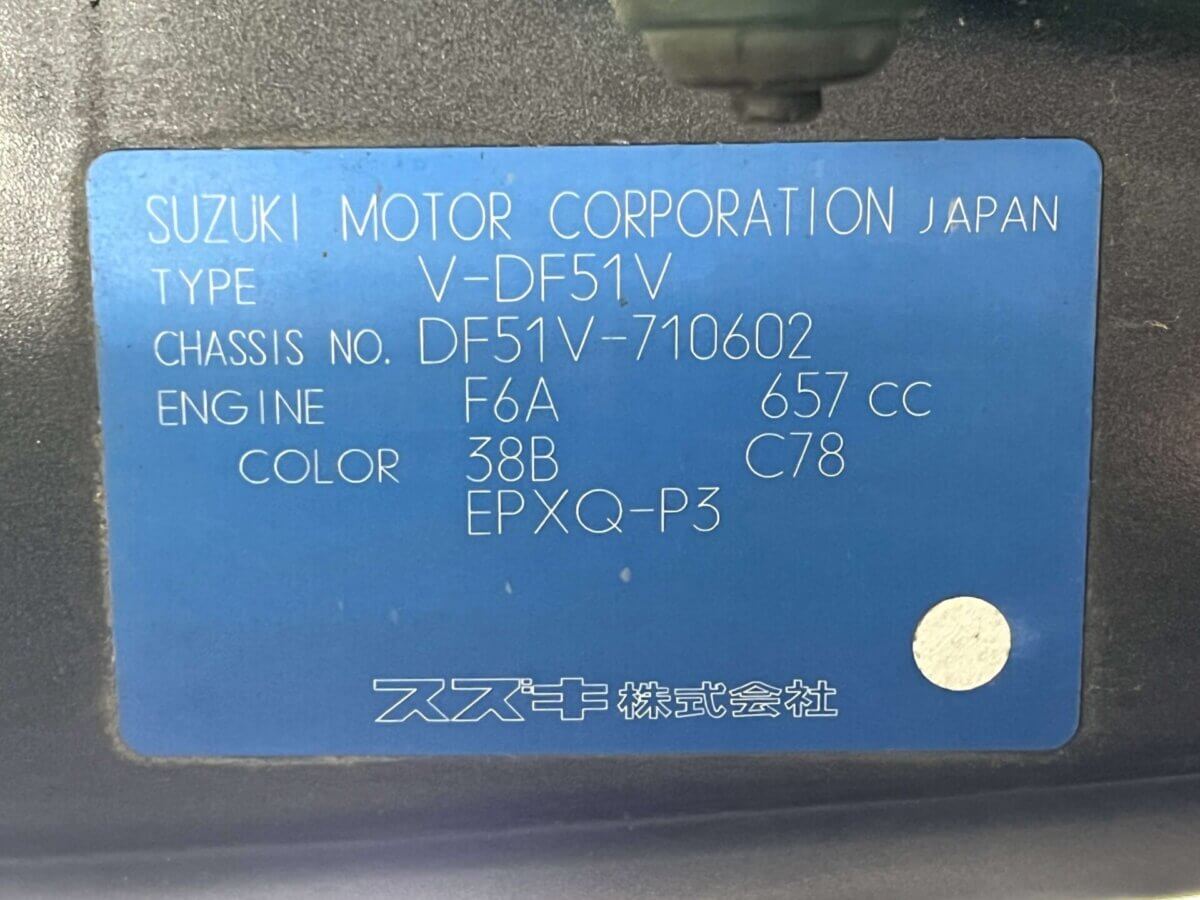 SUZUKI MOTOR CORPORATION JAPAN
TYPE V-DF51V
CHASSIS NO. DF51V-710602
ENGINE F6A 657 CC
COLOR 38B C78
EPXQ-P3
スズキ株式会社